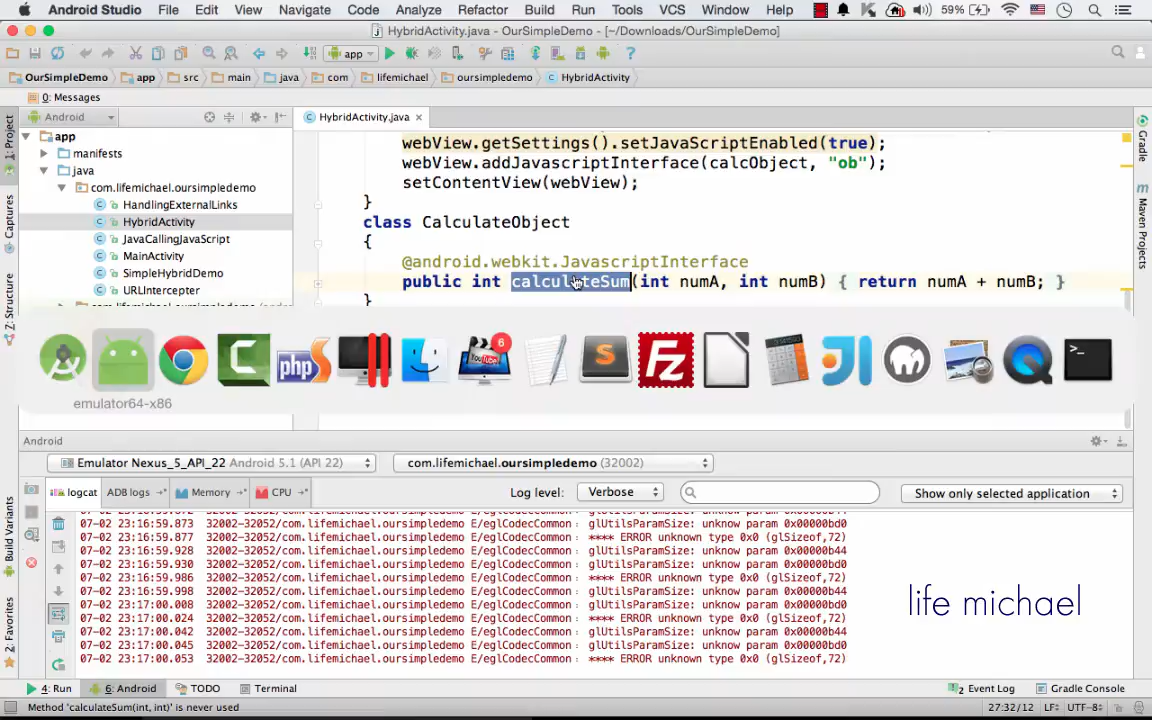 Android Studio File Edit View Navigate Code Analyze Refactor Build Run Tools VCS Window Help 59%
HybridActivity.java - OurSimpleDemo - [~/Downloads/OurSimpleDemo]
app
OurSimpleDemo app src main java com lifemichael oursimpledemo HybridActivity
0: Messages
Android
HybridActivity.java
1: Project
Captures
Z: Structure
Build Variants
2: Favorites
Gradle
Maven Projects
app
manifests
java
com.lifemichael.oursimpledemo
HandlingExternalLinks
HybridActivity
JavaCallingJavaScript
MainActivity
SimpleHybridDemo
URLIntercepter
webView.getSettings().setJavaScriptEnabled(true);
webView.addJavascriptInterface(calcObject, "ob");
setContentView(webView);
}
class CalculateObject
{
@android.webkit.JavascriptInterface
public int calculateSum(int numA, int numB) { return numA + numB; }
}
6
emulator64-x86
Android
Emulator Nexus_5_API_22 Android 5.1 (API 22) com.lifemichael.oursimpledemo (32002)
logcat ADB logs Memory CPU Log level: Verbose Show only selected application
07-02 23:16:59.873 32002-32052/com.lifemichael.oursimpledemo E/eglCodecCommon: glUtilsParamSize: unknow param 0x00000bd0
07-02 23:16:59.873 32002-32052/com.lifemichael.oursimpledemo E/eglCodecCommon: **** ERROR unknown type 0x0 (glSizeof,72)
07-02 23:16:59.928 32002-32052/com.lifemichael.oursimpledemo E/eglCodecCommon: glUtilsParamSize: unknow param 0x00000b44
07-02 23:16:59.930 32002-32052/com.lifemichael.oursimpledemo E/eglCodecCommon: glUtilsParamSize: unknow param 0x00000bd0
07-02 23:16:59.986 32002-32052/com.lifemichael.oursimpledemo E/eglCodecCommon: **** ERROR unknown type 0x0 (glSizeof,72)
07-02 23:16:59.998 32002-32052/com.lifemichael.oursimpledemo E/eglCodecCommon: glUtilsParamSize: unknow param 0x00000b44
07-02 23:17:00.008 32002-32052/com.lifemichael.oursimpledemo E/eglCodecCommon: glUtilsParamSize: unknow param 0x00000bd0
07-02 23:17:00.024 32002-32052/com.lifemichael.oursimpledemo E/eglCodecCommon: **** ERROR unknown type 0x0 (glSizeof,72)
07-02 23:17:00.042 32002-32052/com.lifemichael.oursimpledemo E/eglCodecCommon: glUtilsParamSize: unknow param 0x00000b44
07-02 23:17:00.045 32002-32052/com.lifemichael.oursimpledemo E/eglCodecCommon: glUtilsParamSize: unknow param 0x00000bd0
07-02 23:17:00.053 32002-32052/com.lifemichael.oursimpledemo E/eglCodecCommon: **** ERROR unknown type 0x0 (glSizeof,72)
life michael
4: Run 6: Android TODO Terminal 2 Event Log Gradle Console
Method 'calculateSum(int, int)' is never used 27:32/12 LF UTF-8